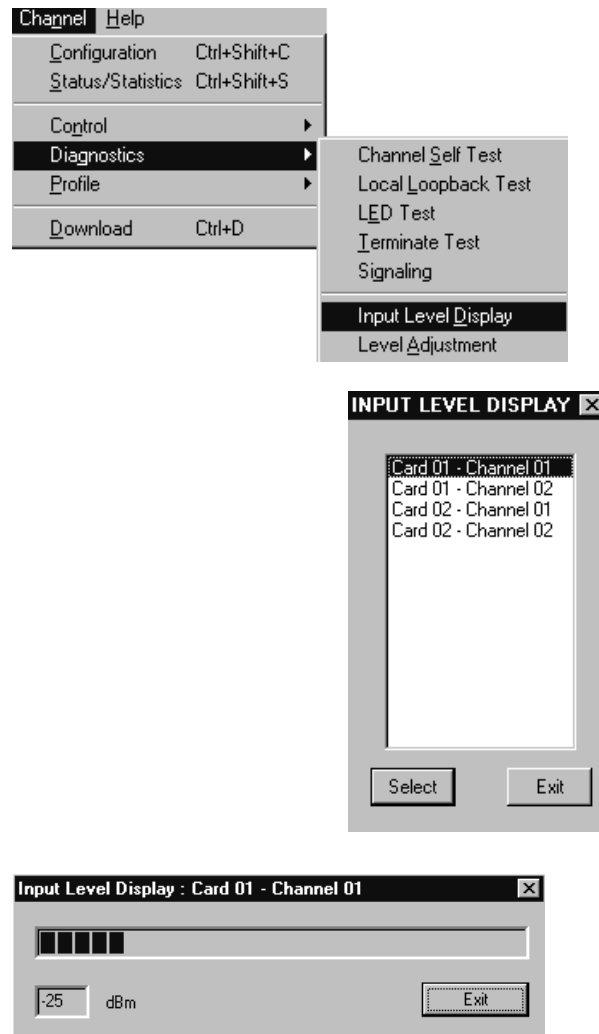 Channel Help
Configuration Ctrl+Shift+C
Status/Statistics Ctrl+Shift+S
Control
Diagnostics
Profile
Download Ctrl+D
Channel Self Test
Local Loopback Test
LED Test
Terminate Test
Signaling
Input Level Display
Level Adjustment
INPUT LEVEL DISPLAY
Card 01 - Channel 01
Card 01 - Channel 02
Card 02 - Channel 01
Card 02 - Channel 02
Select Exit
Input Level Display : Card 01 - Channel 01
-25 dBm Exit